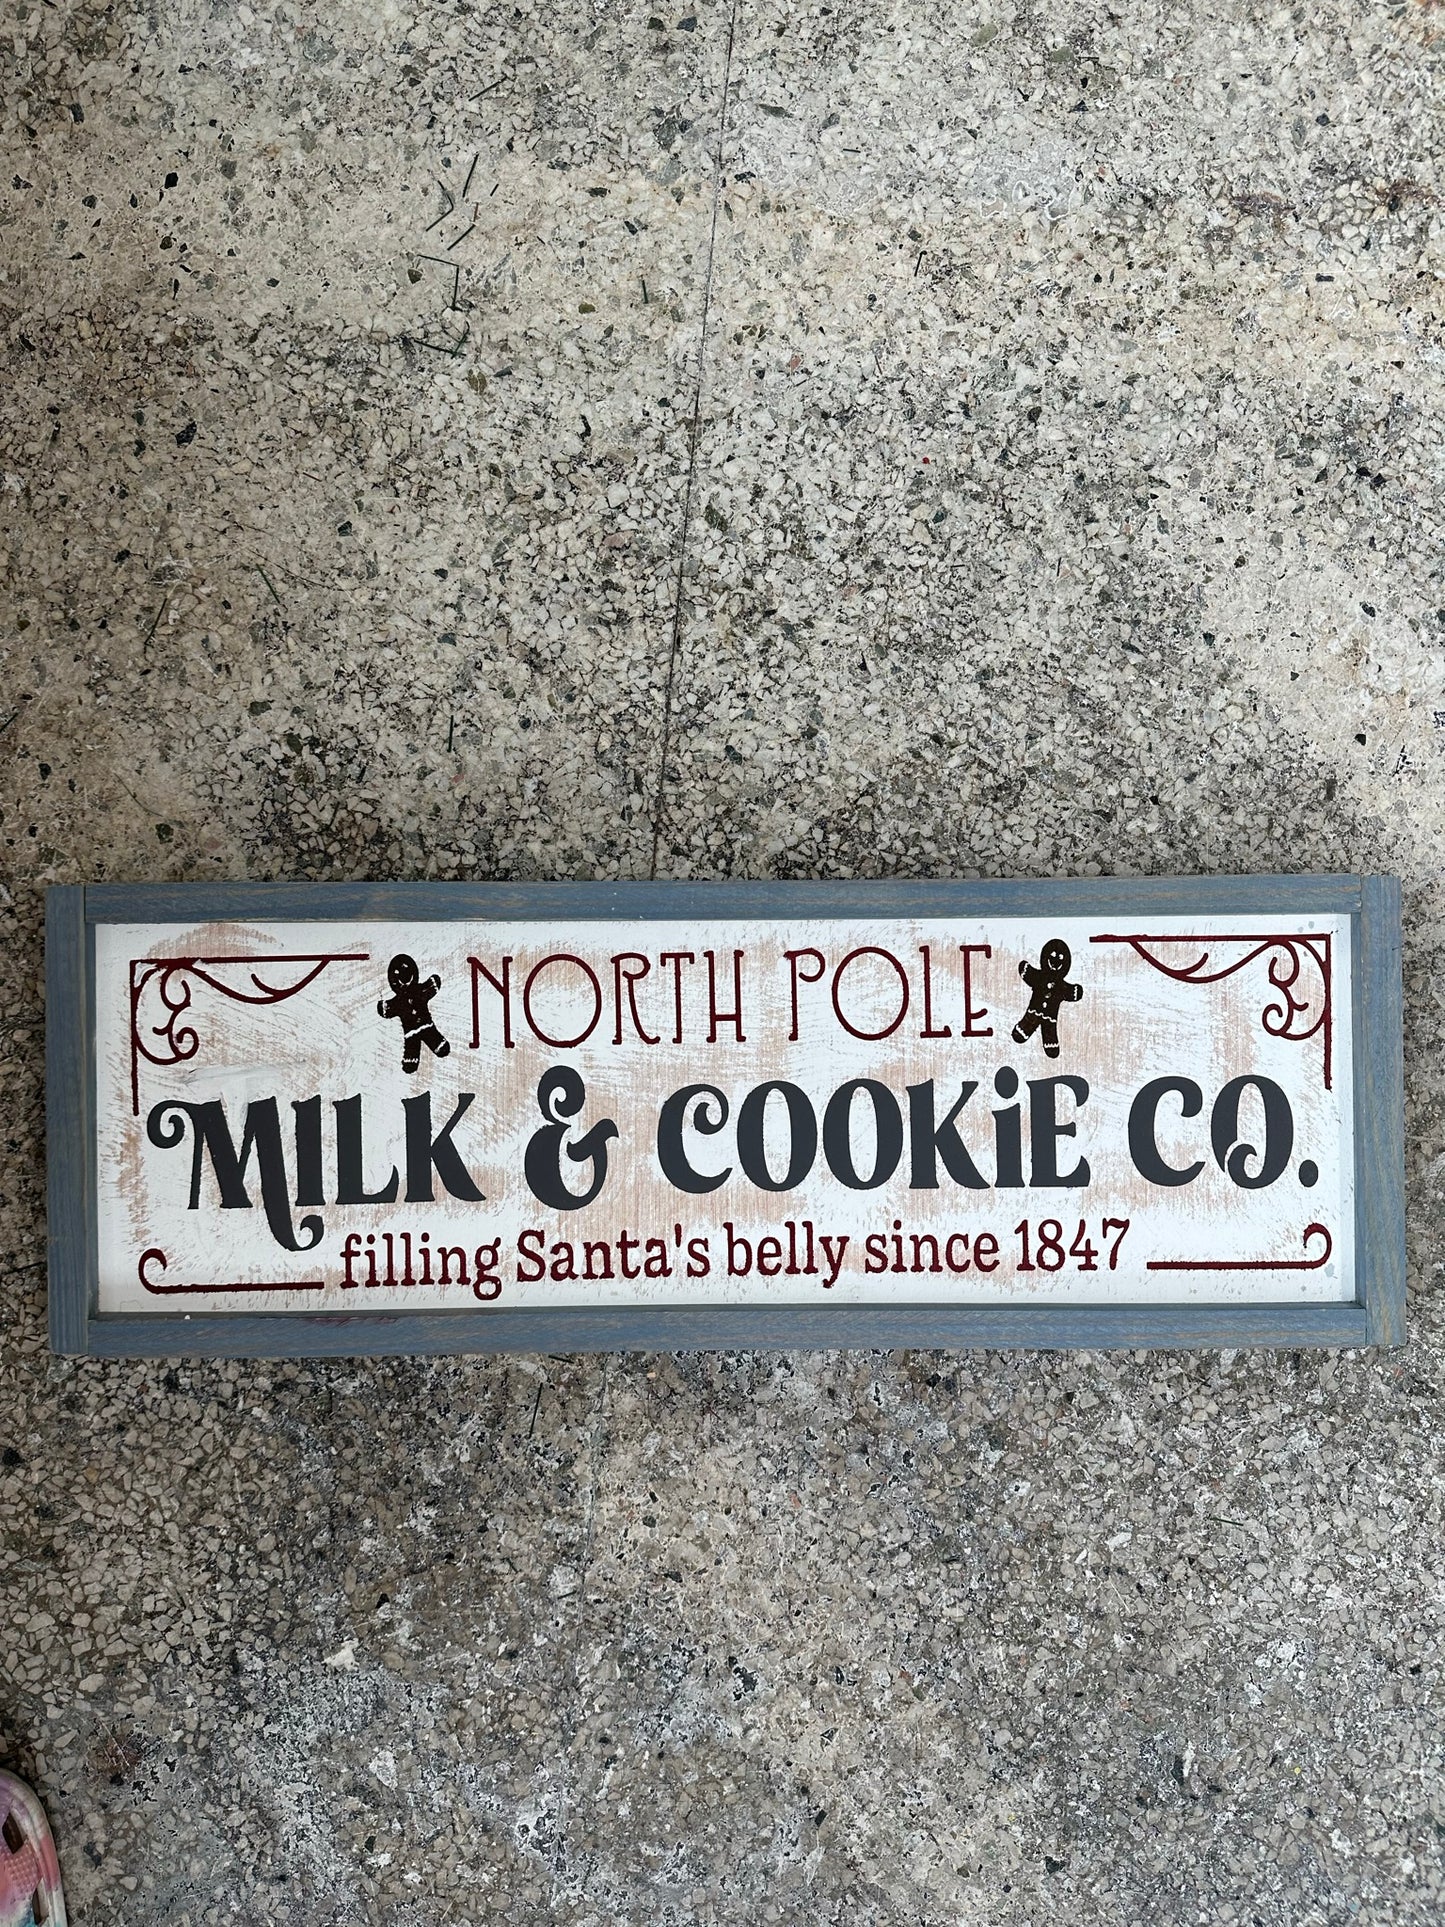 NORTH POLE
MILK & COOKiE CO.
filling Santa's belly since 1847